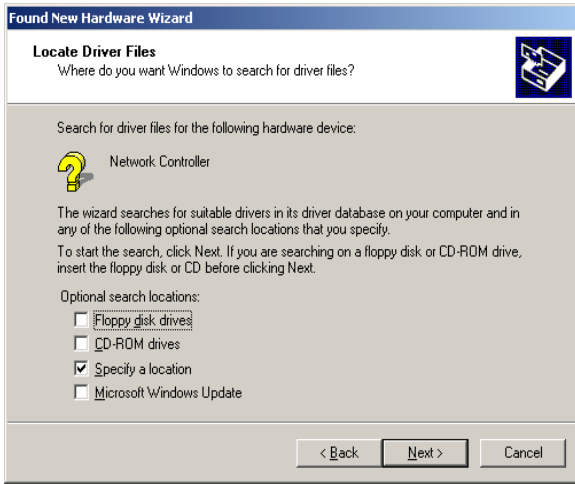 Found New Hardware Wizard
Locate Driver Files
Where do you want Windows to search for driver files?
Search for driver files for the following hardware device:
Network Controller
The wizard searches for suitable drivers in its driver database on your computer and in
any of the following optional search locations that you specify.
To start the search, click Next. If you are searching on a floppy disk or CD-ROM drive,
insert the floppy disk or CD before clicking Next.
Optional search locations:
Floppy disk drives
CD-ROM drives
Specify a location
Microsoft Windows Update
< Back Next > Cancel